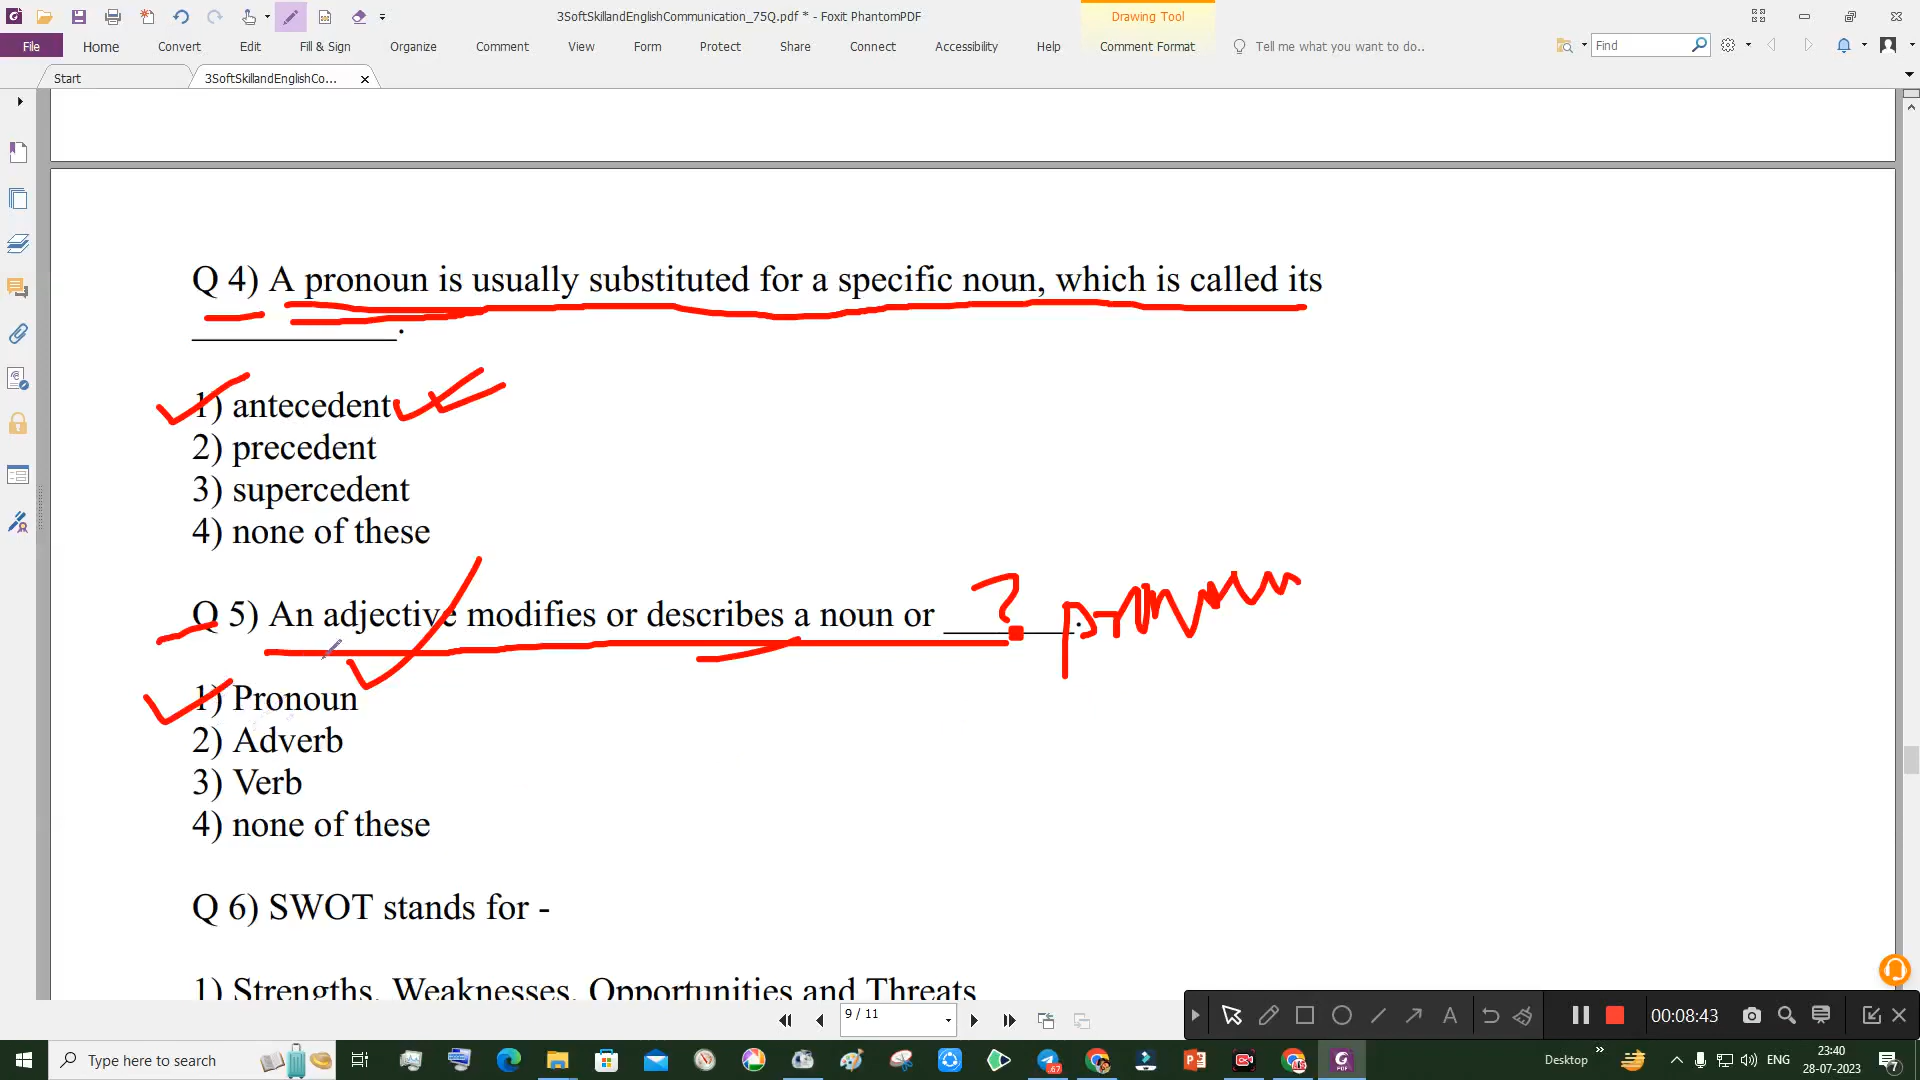 3SoftSkillandEnglishCommunication_75Q.pdf * - Foxit PhantomPDF
Drawing Tool
File Home Convert Edit Fill & Sign Organize Comment View Form Protect Share Connect Accessibility Help Comment Format Tell me what you want to do.. Find
Start 3SoftSkillandEnglishCo...
Q 4) A pronoun is usually substituted for a specific noun, which is called its
___________.
1) antecedent
2) precedent
3) supercedent
4) none of these
Q 5) An adjective modifies or describes a noun or _______. ?
1) Pronoun
2) Adverb
3) Verb
4) none of these
Q 6) SWOT stands for -
1) Strengths, Weaknesses, Opportunities and Threats
9 / 11
00:08:43
Type here to search
Desktop
ENG
23:40
28-07-2023